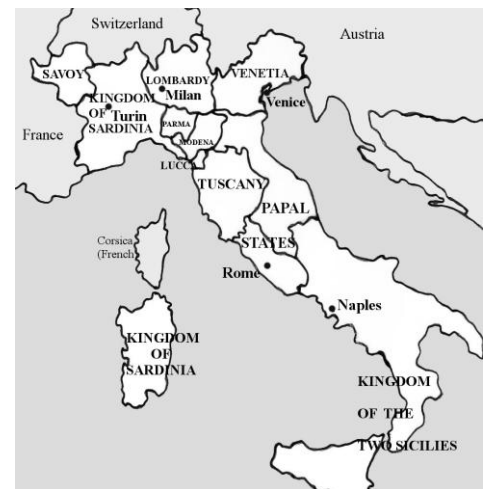 Switzerland
Austria
SAVOY
LOMBARDY
Milan
VENETIA
Venice
KINGDOM
OF Turin
SARDINIA
France
PARMA
MODENA
LUCCA
TUSCANY
PAPAL
STATES
Rome
Corsica
(French
Naples
KINGDOM
OF
SARDINIA
KINGDOM
OF THE
TWO SICILIES